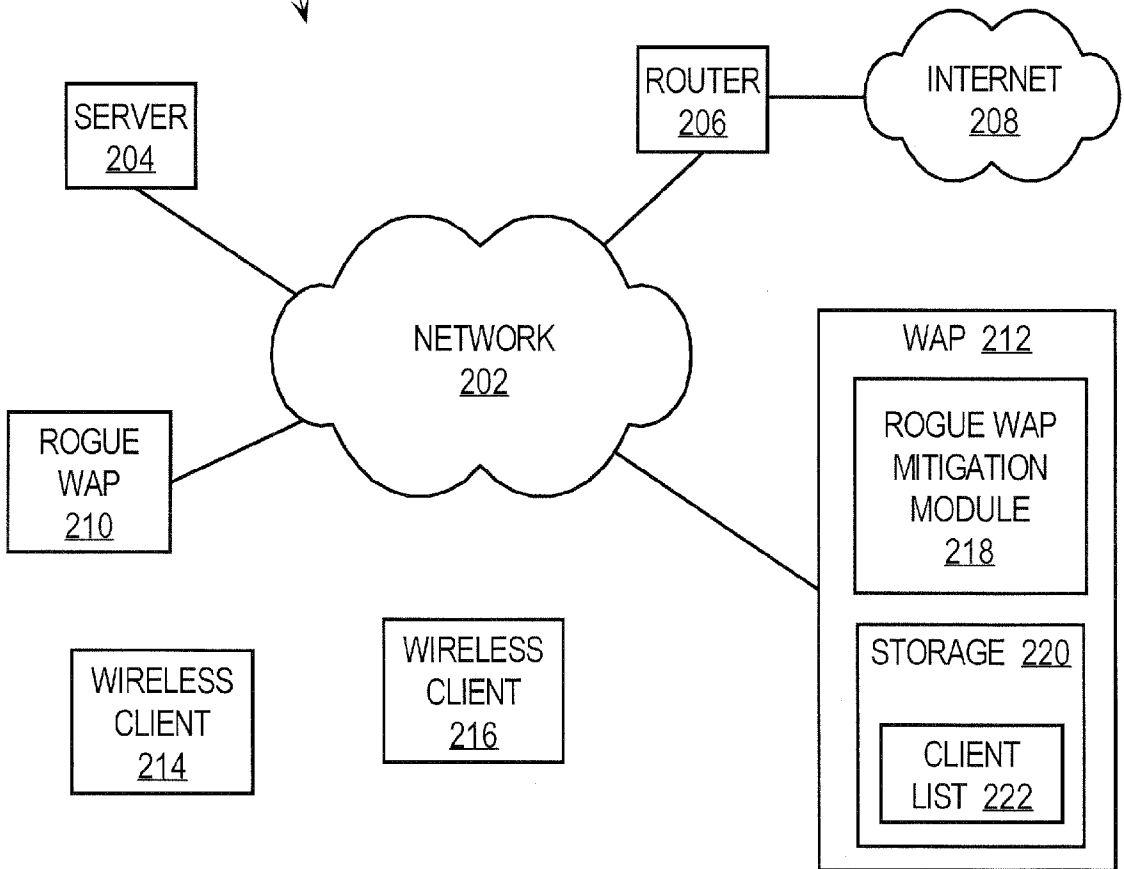 SERVER
204
ROUTER
206
INTERNET
208
NETWORK
202
ROGUE
WAP
210
WAP 212
ROGUE WAP
MITIGATION
MODULE
218
STORAGE 220
CLIENT
LIST 222
WIRELESS
CLIENT
214
WIRELESS
CLIENT
216